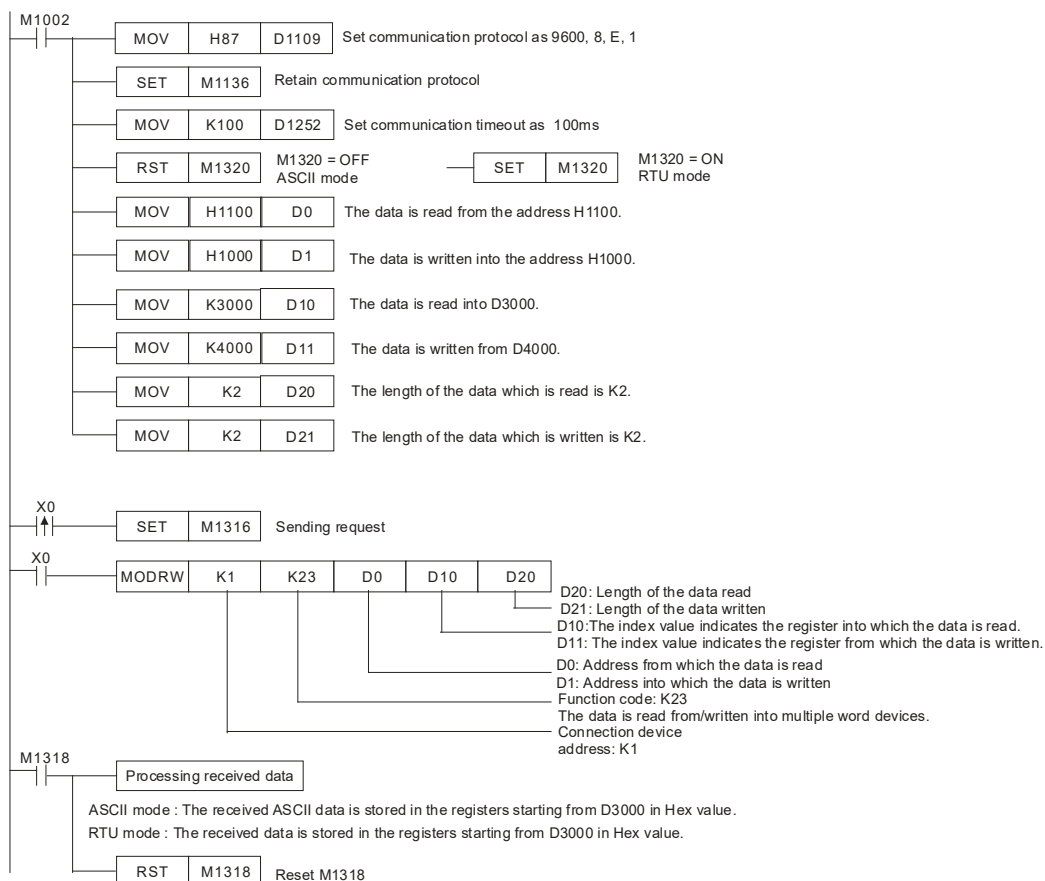 M1002
MOV H87 D1109 Set communication protocol as 9600, 8, E, 1
SET M1136 Retain communication protocol
MOV K100 D1252 Set communication timeout as 100ms
RST M1320 M1320 = OFF
ASCII mode
SET M1320 M1320 = ON
RTU mode
MOV H1100 D0 The data is read from the address H1100.
MOV H1000 D1 The data is written into the address H1000.
MOV K3000 D10 The data is read into D3000.
MOV K4000 D11 The data is written from D4000.
MOV K2 D20 The length of the data which is read is K2.
MOV K2 D21 The length of the data which is written is K2.
X0
SET M1316 Sending request
X0
MODRW K1 K23 D0 D10 D20
D20: Length of the data read
D21: Length of the data written
D10:The index value indicates the register into which the data is read.
D11: The index value indicates the register from which the data is written.
D0: Address from which the data is read
D1: Address into which the data is written
Function code: K23
The data is read from/written into multiple word devices.
Connection device
address: K1
M1318
Processing received data
ASCII mode : The received ASCII data is stored in the registers starting from D3000 in Hex value.
RTU mode : The received data is stored in the registers starting from D3000 in Hex value.
RST M1318 Reset M1318